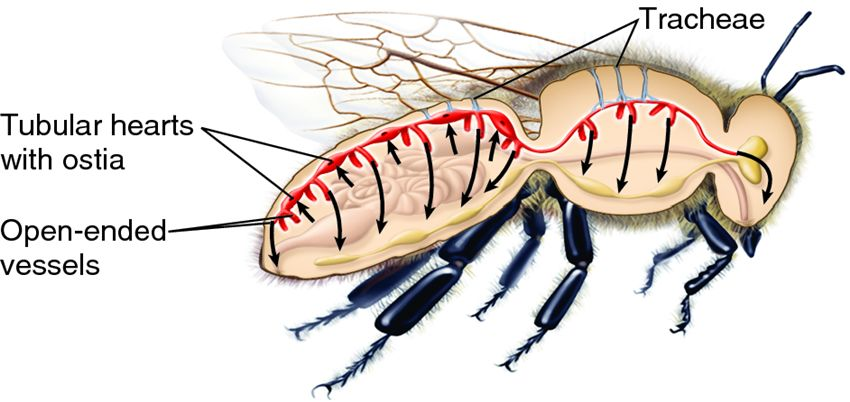 Tracheae
Tubular hearts
with ostia
Open-ended
vessels